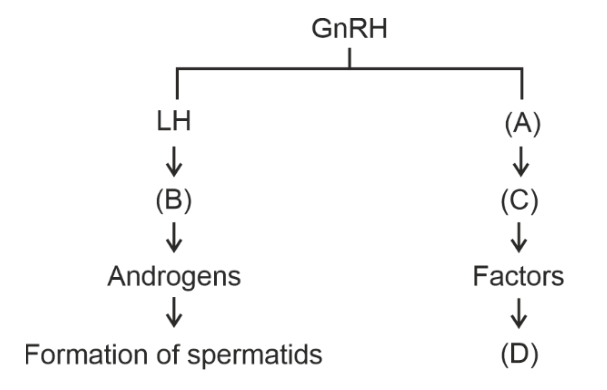 GnRH
LH (A)
(B) (C)
Androgens Factors
Formation of spermatids (D)